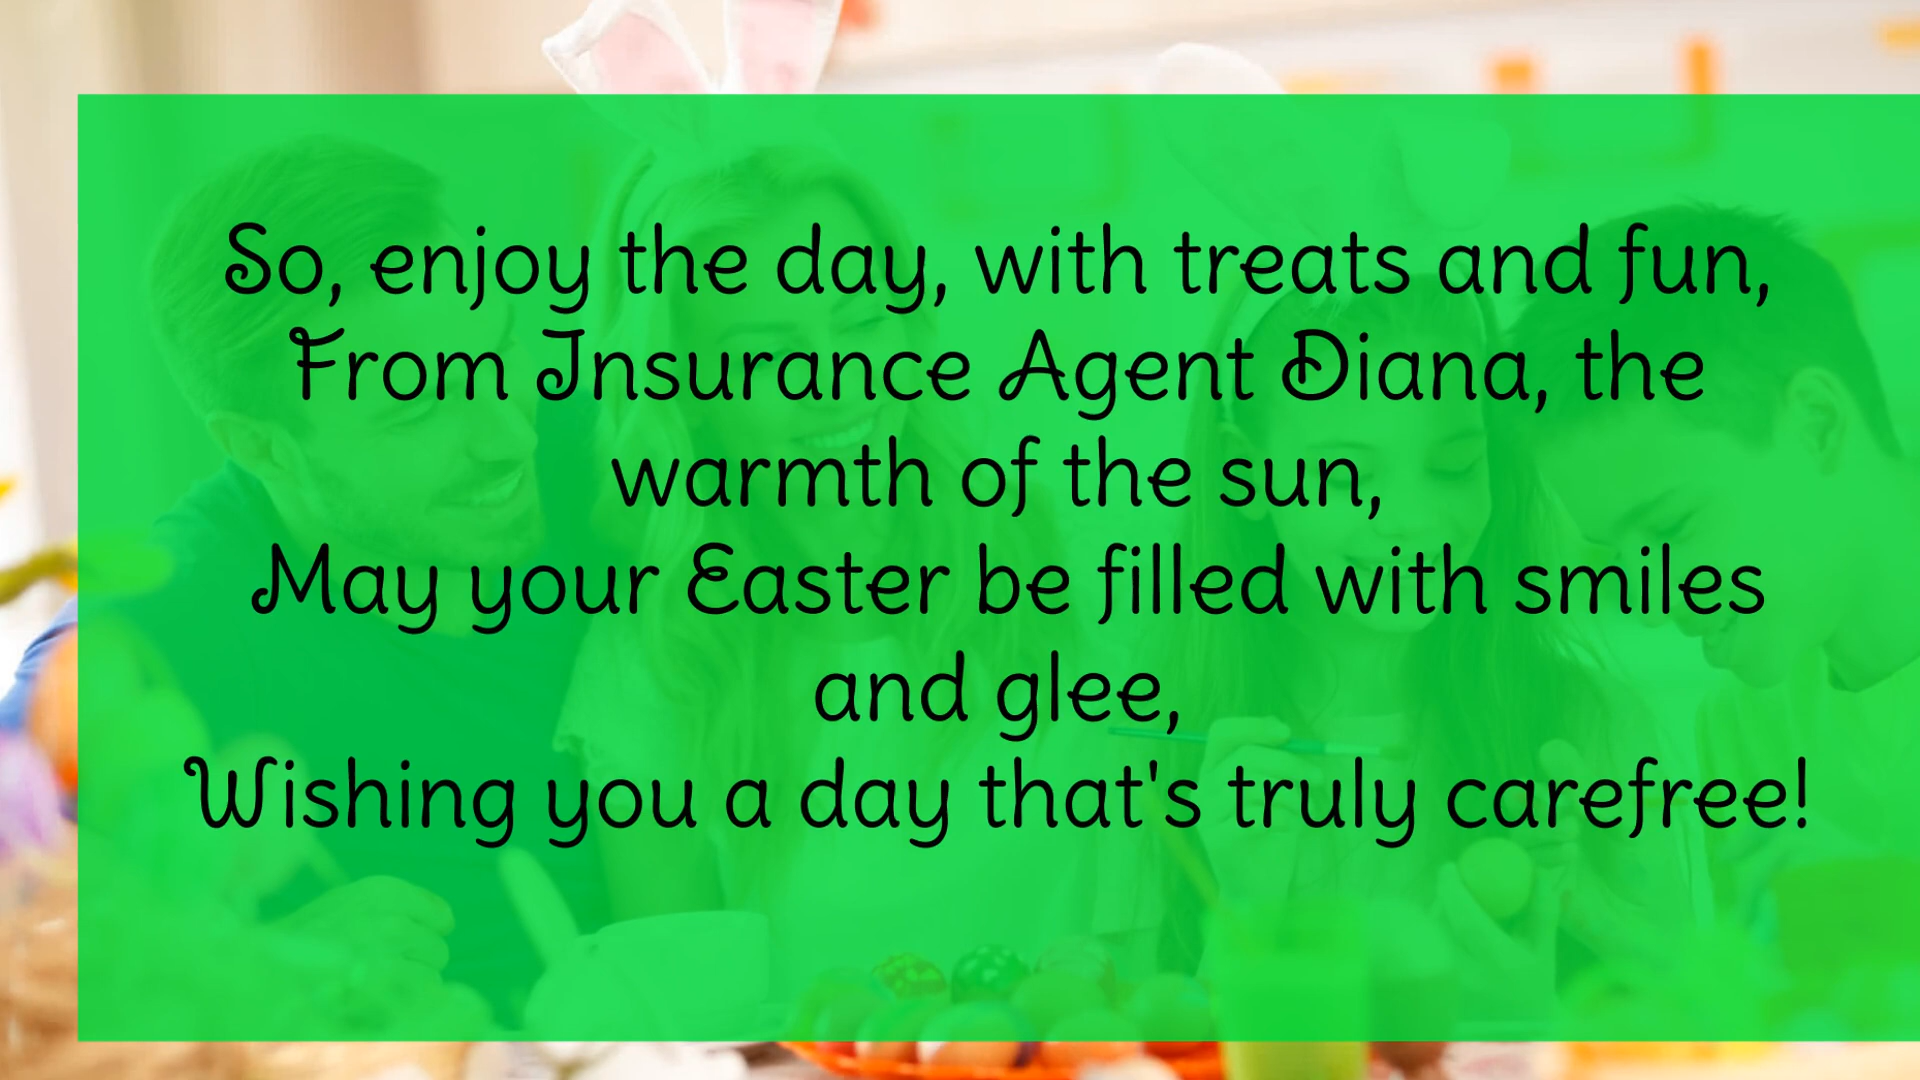 So, enjoy the day, with treats and fun,
From Insurance Agent Diana, the
warmth of the sun,
May your Easter be filled with smiles
and glee,
Wishing you a day that's truly carefree!